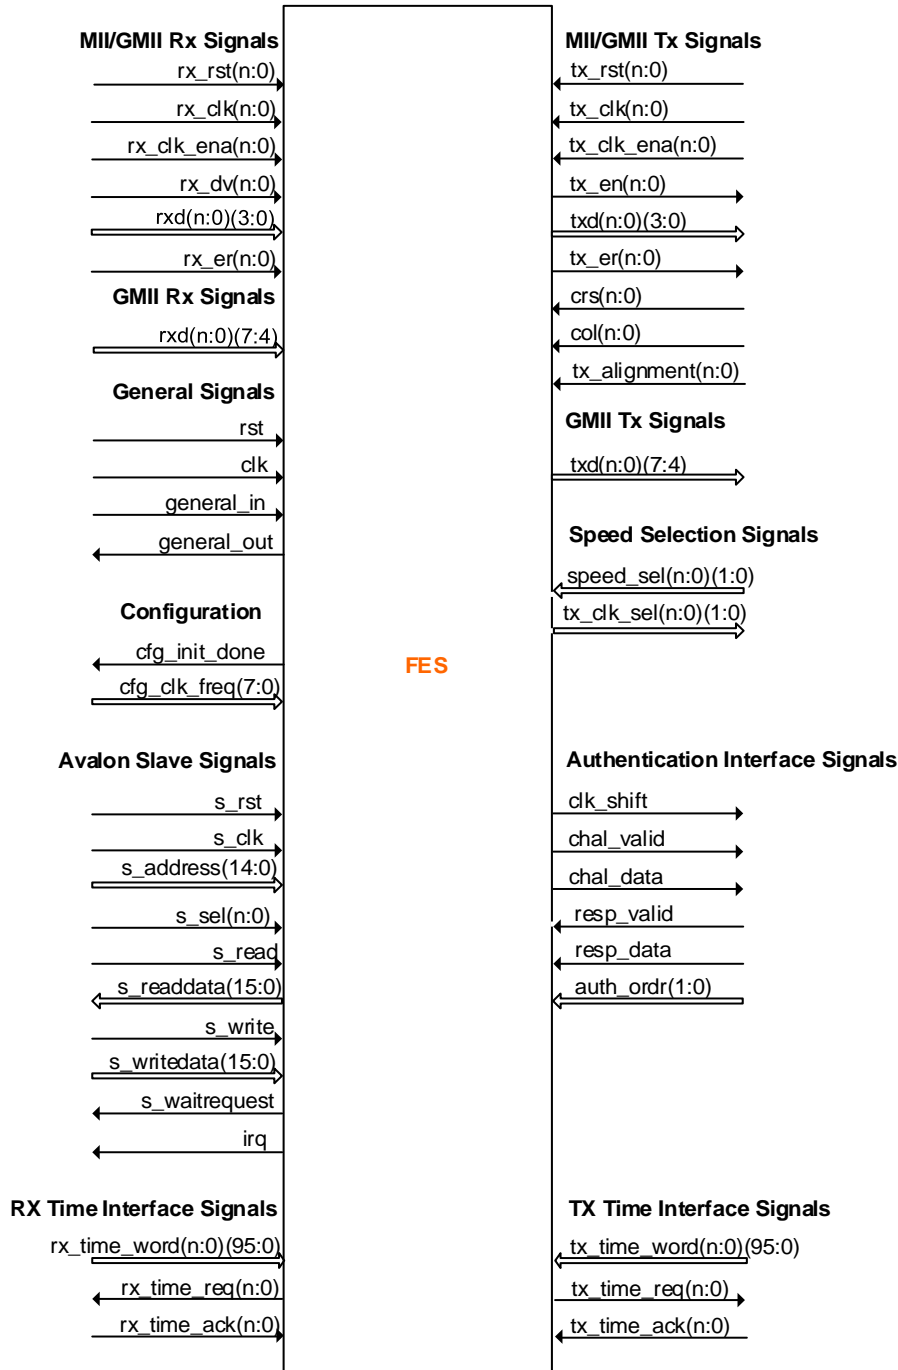 MII/GMII Rx Signals
rx_rst(n:0)
rx_clk(n:0)
rx_clk_ena(n:0)
rx_dv(n:0)
rxd(n:0)(3:0)
rx_er(n:0)
GMII Rx Signals
rxd(n:0)(7:4)
General Signals
rst
clk
general_in
general_out
Configuration
cfg_init_done
cfg_clk_freq(7:0)
Avalon Slave Signals
s_rst
s_clk
s_address(14:0)
s_sel(n:0)
s_read
s_readdata(15:0)
s_write
s_writedata(15:0)
s_waitrequest
irq
RX Time Interface Signals
rx_time_word(n:0)(95:0)
rx_time_req(n:0)
rx_time_ack(n:0)
FES
MII/GMII Tx Signals
tx_rst(n:0)
tx_clk(n:0)
tx_clk_ena(n:0)
tx_en(n:0)
txd(n:0)(3:0)
tx_er(n:0)
crs(n:0)
col(n:0)
tx_alignment(n:0)
GMII Tx Signals
txd(n:0)(7:4)
Speed Selection Signals
speed_sel(n:0)(1:0)
tx_clk_sel(n:0)(1:0)
Authentication Interface Signals
clk_shift
chal_valid
chal_data
resp_valid
resp_data
auth_ordr(1:0)
TX Time Interface Signals
tx_time_word(n:0)(95:0)
tx_time_req(n:0)
tx_time_ack(n:0)